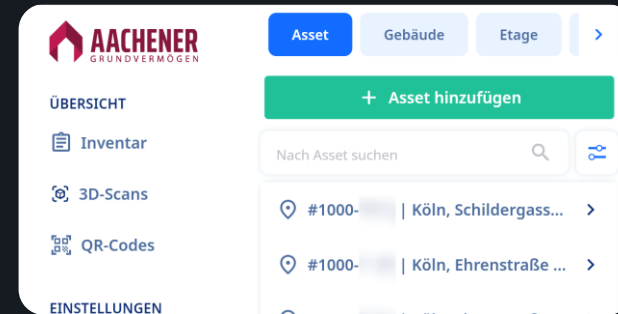 AACHENER
GRUNDVERMÖGEN
ÜBERSICHT
Inventar
3D-Scans
QR-Codes
EINSTELLUNGEN
Asset
Gebäude
Etage
+ Asset hinzufügen
Nach Asset suchen
#1000- | Köln, Schildergass...
#1000- | Köln, Ehrenstraße ...